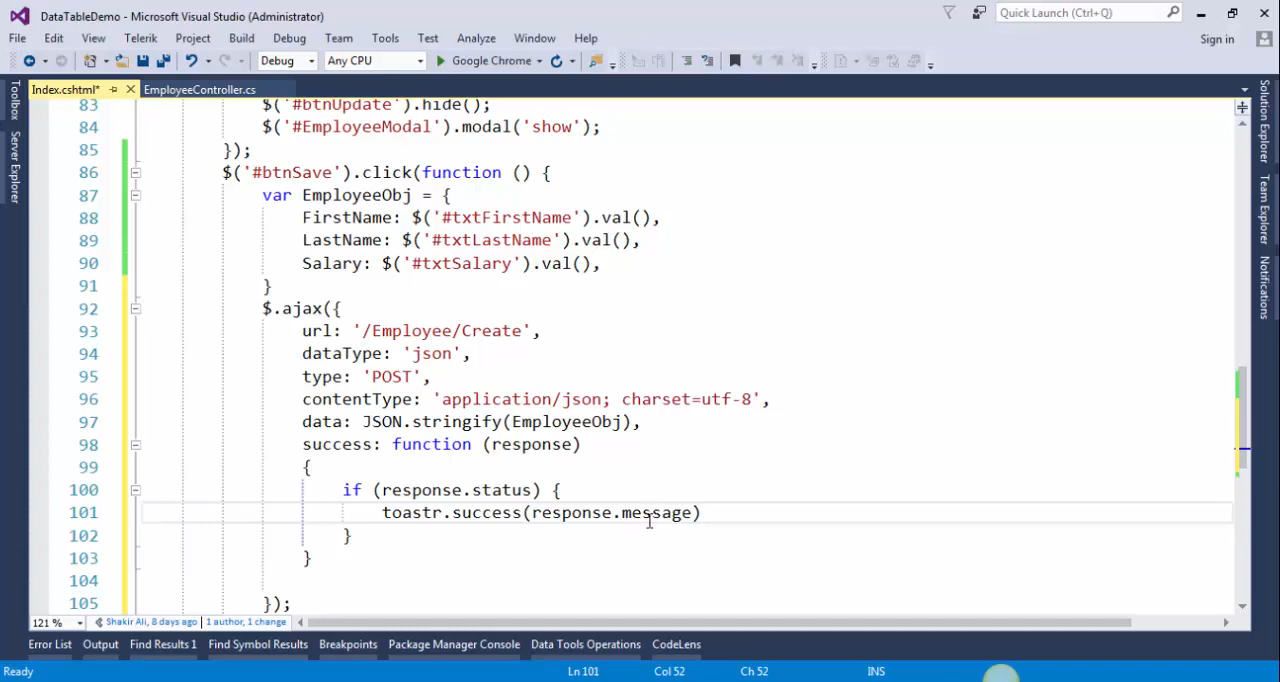 DataTableDemo - Microsoft Visual Studio (Administrator)
Quick Launch (Ctrl+Q)
File Edit View Telerik Project Build Debug Team Tools Test Analyze Window Help
Sign in
Debug Any CPU Google Chrome
Index.cshtml* EmployeeController.cs
Toolbox
Server Explorer
Solution Explorer
Team Explorer
Notifications
83 $('#btnUpdate').hide();
84 $('#EmployeeModal').modal('show');
85 });
86 $('#btnSave').click(function () {
87 var EmployeeObj = {
88 FirstName: $('#txtFirstName').val(),
89 LastName: $('#txtLastName').val(),
90 Salary: $('#txtSalary').val(),
91 }
92 $.ajax({
93 url: '/Employee/Create',
94 dataType: 'json',
95 type: 'POST',
96 contentType: 'application/json; charset=utf-8',
97 data: JSON.stringify(EmployeeObj),
98 success: function (response)
99 {
100 if (response.status) {
101 toastr.success(response.message)
102 }
103 }
104
105 });
121 % Shakir Ali, 8 days ago | 1 author, 1 change
Error List Output Find Results 1 Find Symbol Results Breakpoints Package Manager Console Data Tools Operations CodeLens
Ready Ln 101 Col 52 Ch 52 INS